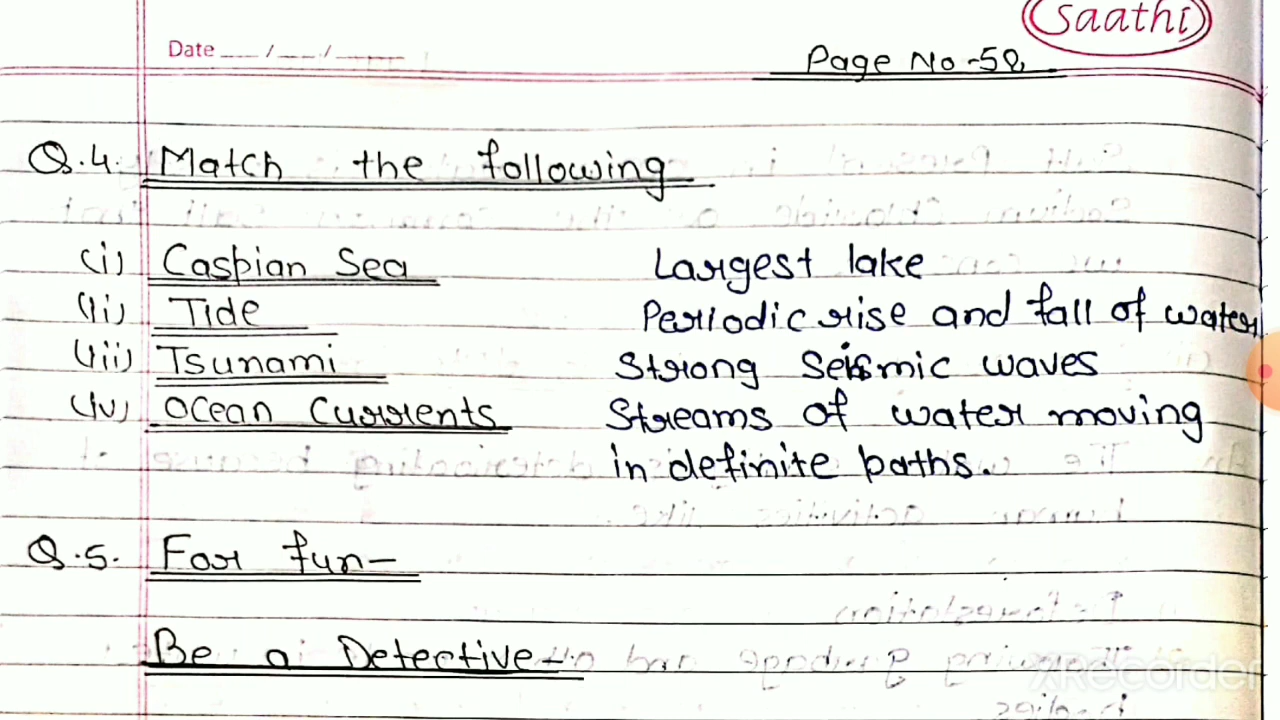 Saathi
Date __/__/____
Page No-58
Q.4. Match the following
(i) Caspian Sea Largest lake
(ii) Tide Periodic rise and fall of water
(iii) Tsunami Strong Seismic waves
(iv) Ocean Currents Streams of water moving
in definite paths.
Q.5. For fun-
Be a Detective-
XRecorder